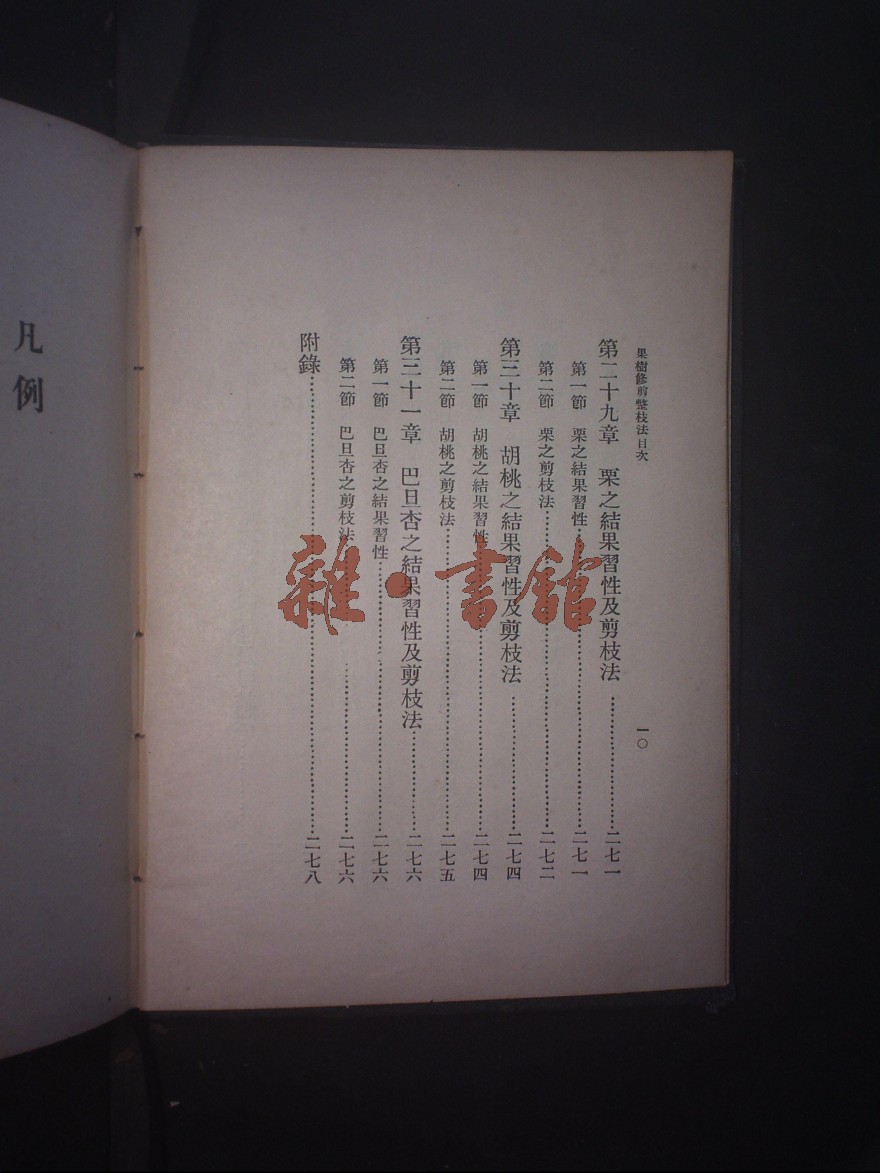 果樹修剪整枝法目次
一〇
第二十九章 栗之結果習性及剪枝法…………二七一
第一節 栗之結果習性…………二七一
第二節 栗之剪枝法…………二七二
第三十章 胡桃之結果習性及剪枝法…………二七四
第一節 胡桃之結果習性…………二七四
第二節 胡桃之剪枝法…………二七五
第三十一章 巴旦杏之結果習性及剪枝法…………二七六
第一節 巴旦杏之結果習性…………二七六
第二節 巴旦杏之剪枝法…………二七六
附錄…………二七八
凡例
雜·書館